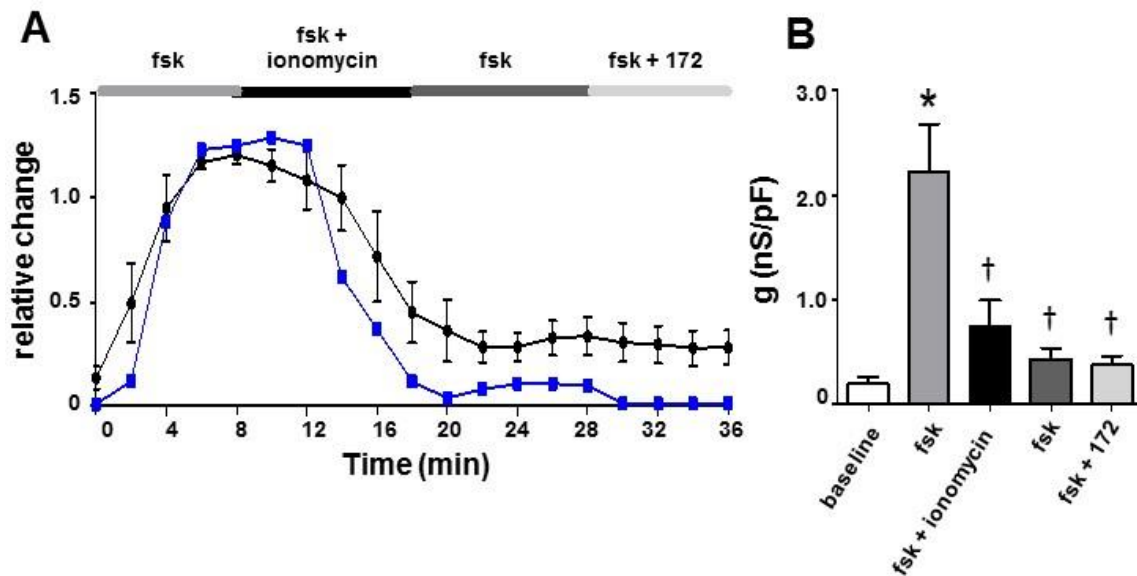 A
fsk
fsk +
ionomycin
fsk
fsk + 172
relative change
1.5
1.0
0.5
0
0 4 8 12 16 20 24 28 32 36
Time (min)
B
g (nS/pF)
3.0
2.0
1.0
0
*
†
†
†
baseline
fsk
fsk + ionomycin
fsk
fsk + 172